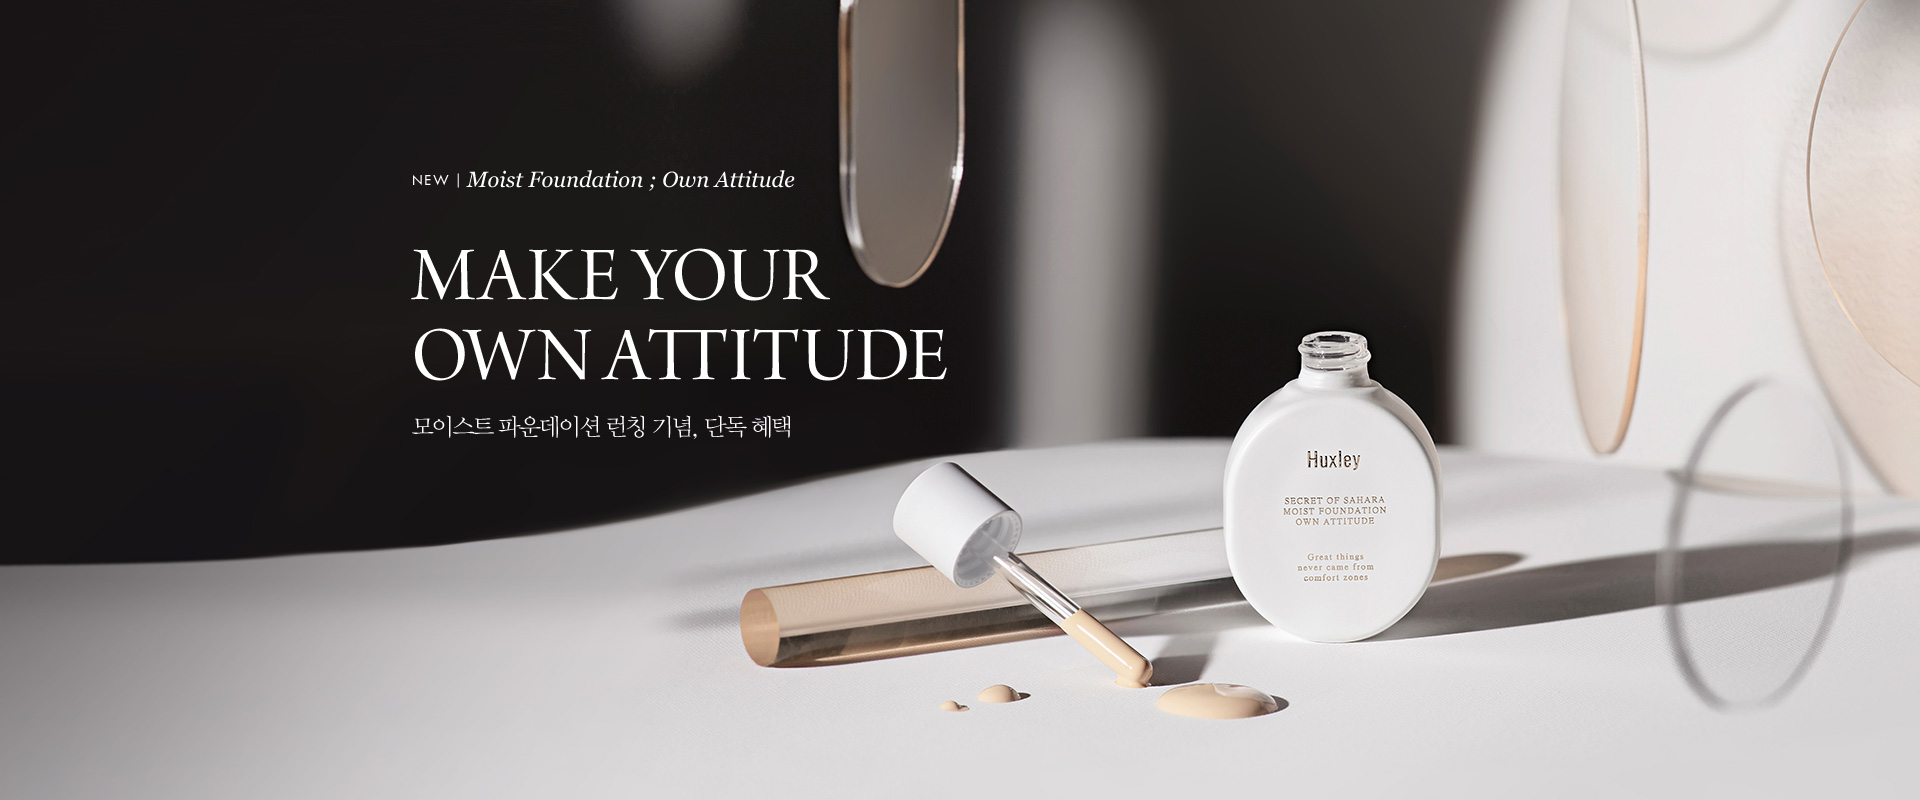 NEW | Moist Foundation ; Own Attitude
MAKE YOUR
OWN ATTITUDE
모이스트 파운데이션 런칭 기념, 단독 혜택
Huxley
SECRET OF SAHARA
MOIST FOUNDATION
OWN ATTITUDE
Great things
never came from
comfort zones